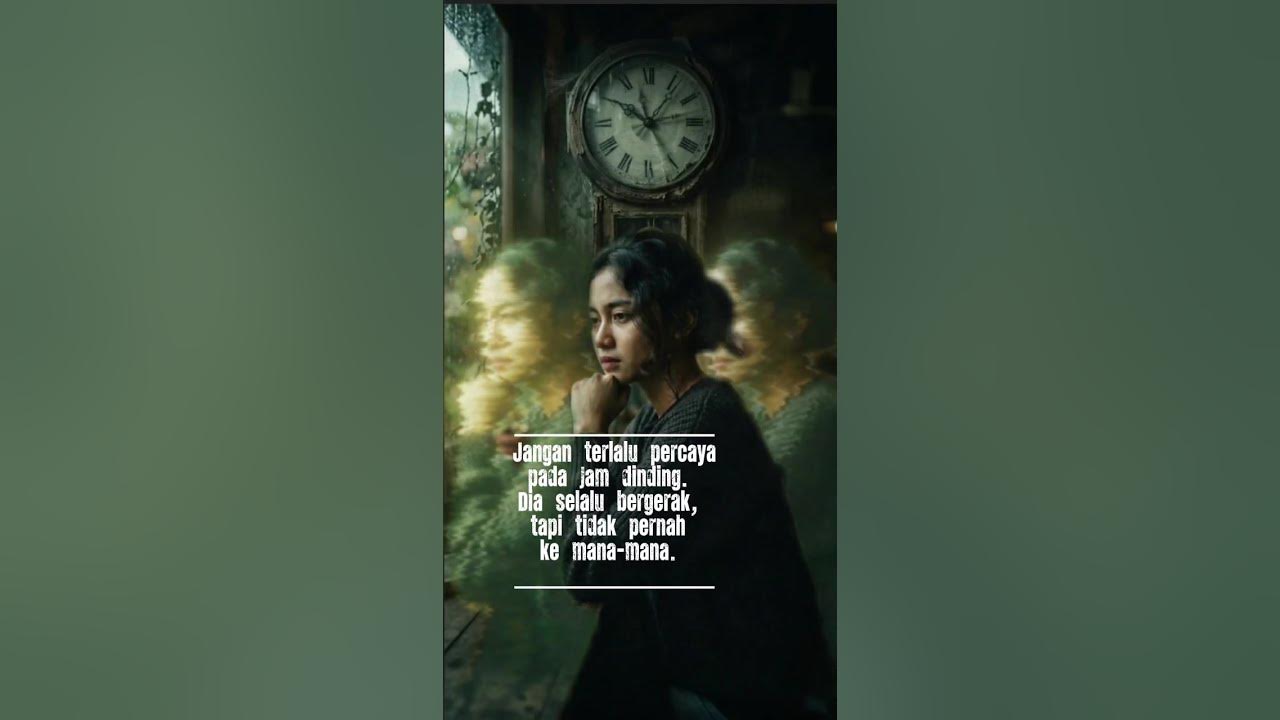 Jangan terlalu percaya
pada jam dinding.
Dia selalu bergerak,
tapi tidak pernah
ke mana-mana.